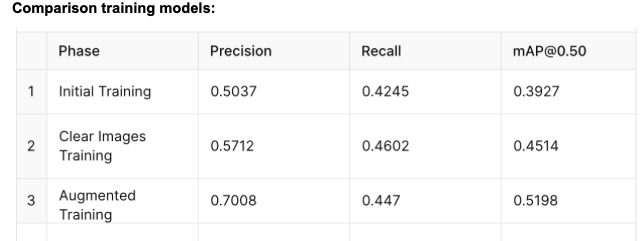 Comparison training models:
Phase Precision Recall mAP@0.50
1 Initial Training 0.5037 0.4245 0.3927
2 Clear Images Training 0.5712 0.4602 0.4514
3 Augmented Training 0.7008 0.447 0.5198